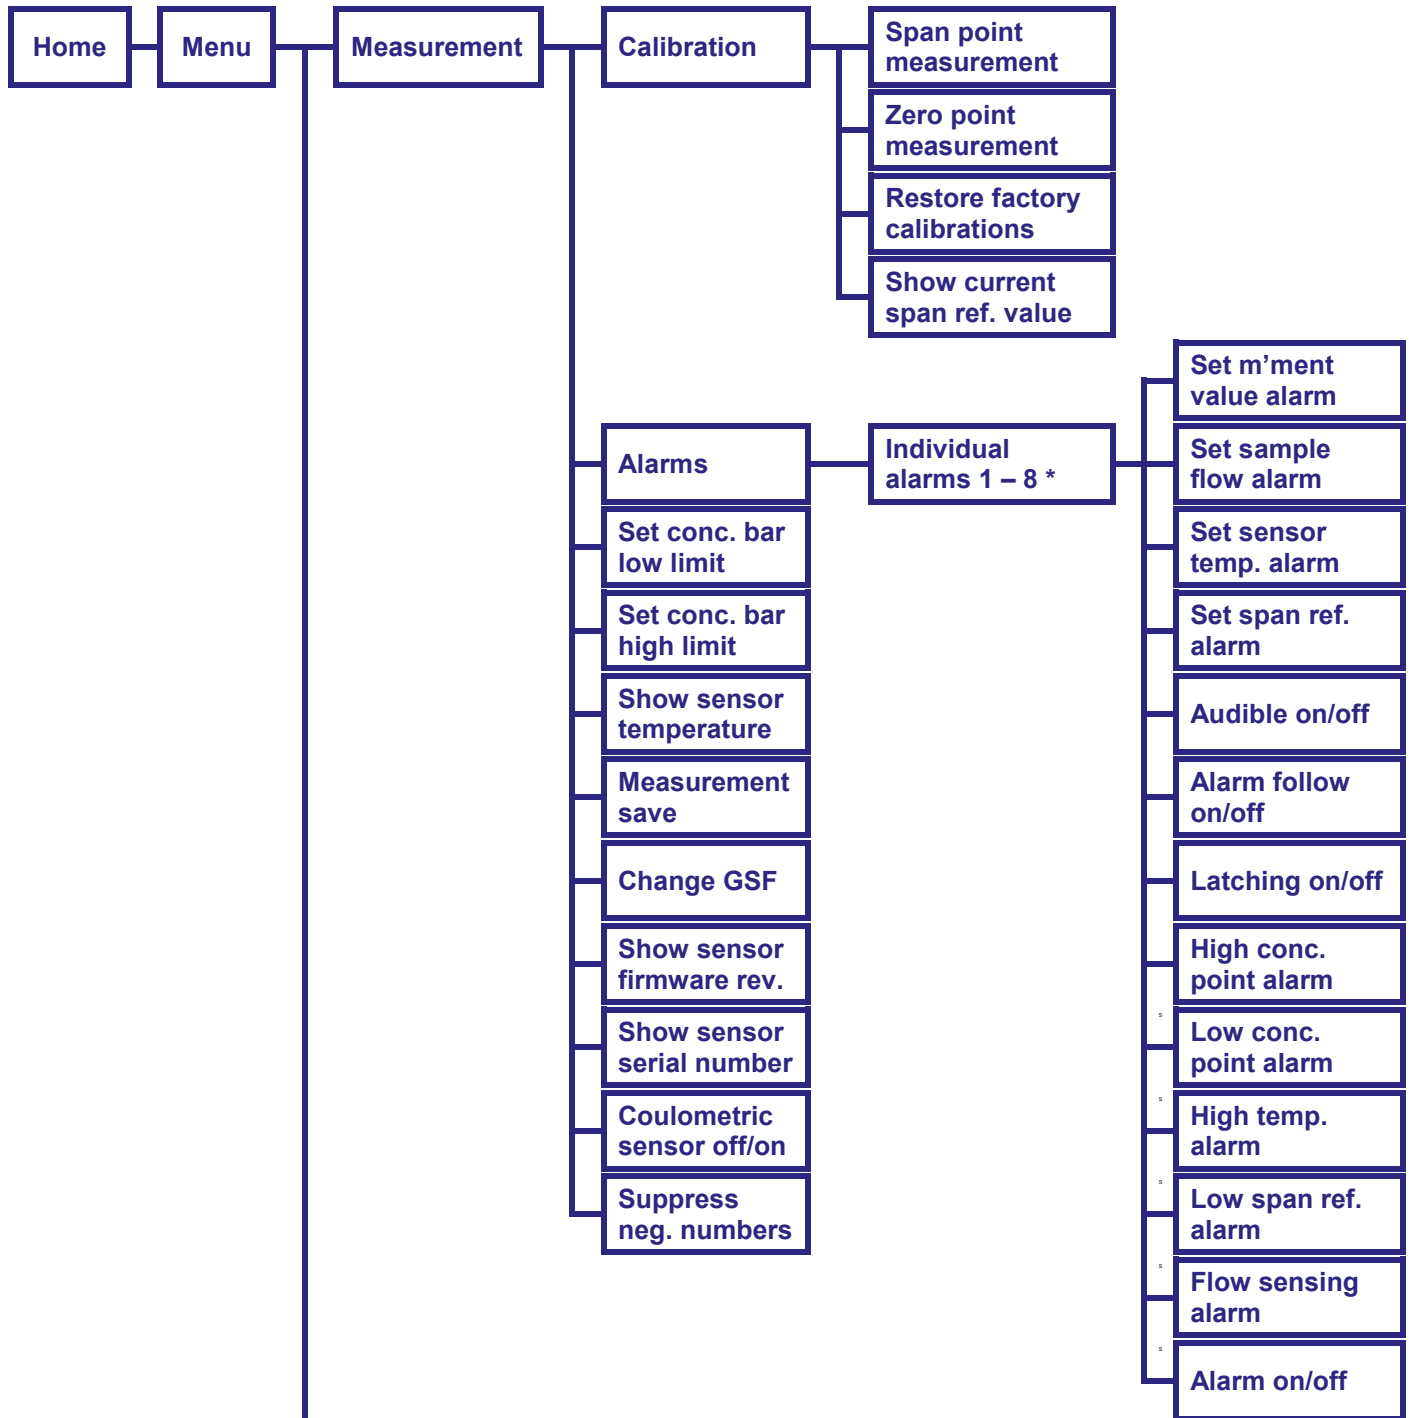 Home
Menu
Measurement
Calibration
Span point
measurement
Zero point
measurement
Restore factory
calibrations
Show current
span ref. value
Alarms
Individual
alarms 1 – 8 *
Set m’ment
value alarm
Set sample
flow alarm
Set sensor
temp. alarm
Set span ref.
alarm
Audible on/off
Alarm follow
on/off
Latching on/off
High conc.
point alarm
s
Low conc.
point alarm
s
High temp.
alarm
s
Low span ref.
alarm
s
Flow sensing
alarm
s
Alarm on/off
Set conc. bar
low limit
Set conc. bar
high limit
Show sensor
temperature
Measurement
save
Change GSF
Show sensor
firmware rev.
Show sensor
serial number
Coulometric
sensor off/on
Suppress
neg. numbers